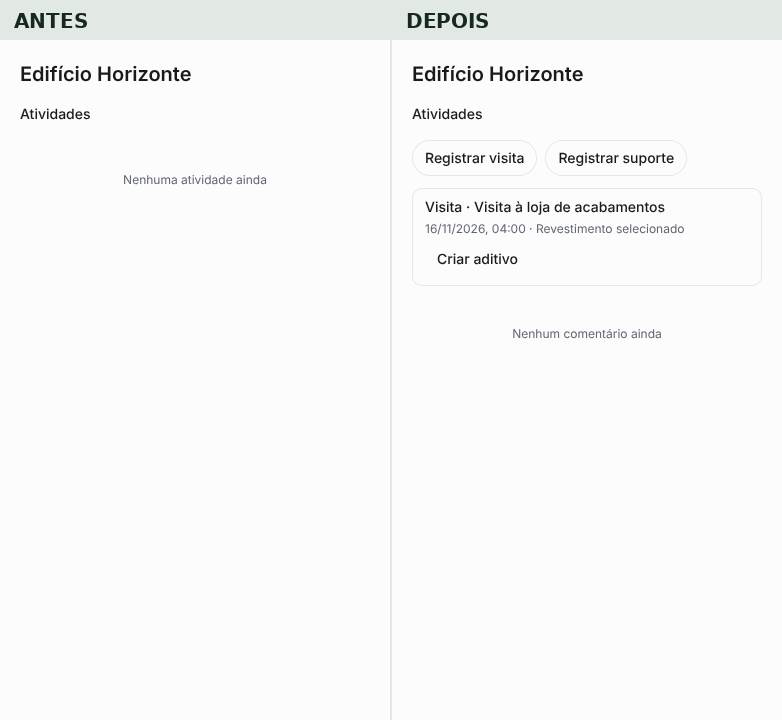 ANTES
Edifício Horizonte
Atividades
Nenhuma atividade ainda
DEPOIS
Edifício Horizonte
Atividades
Registrar visita
Registrar suporte
Visita · Visita à loja de acabamentos
16/11/2026, 04:00 · Revestimento selecionado
Criar aditivo
Nenhum comentário ainda